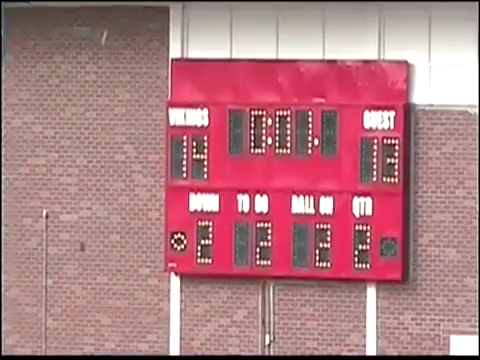 VIKINGS GUEST
14 0:01. 13
DOWN TO GO BALL ON QTR
2 2 2 2